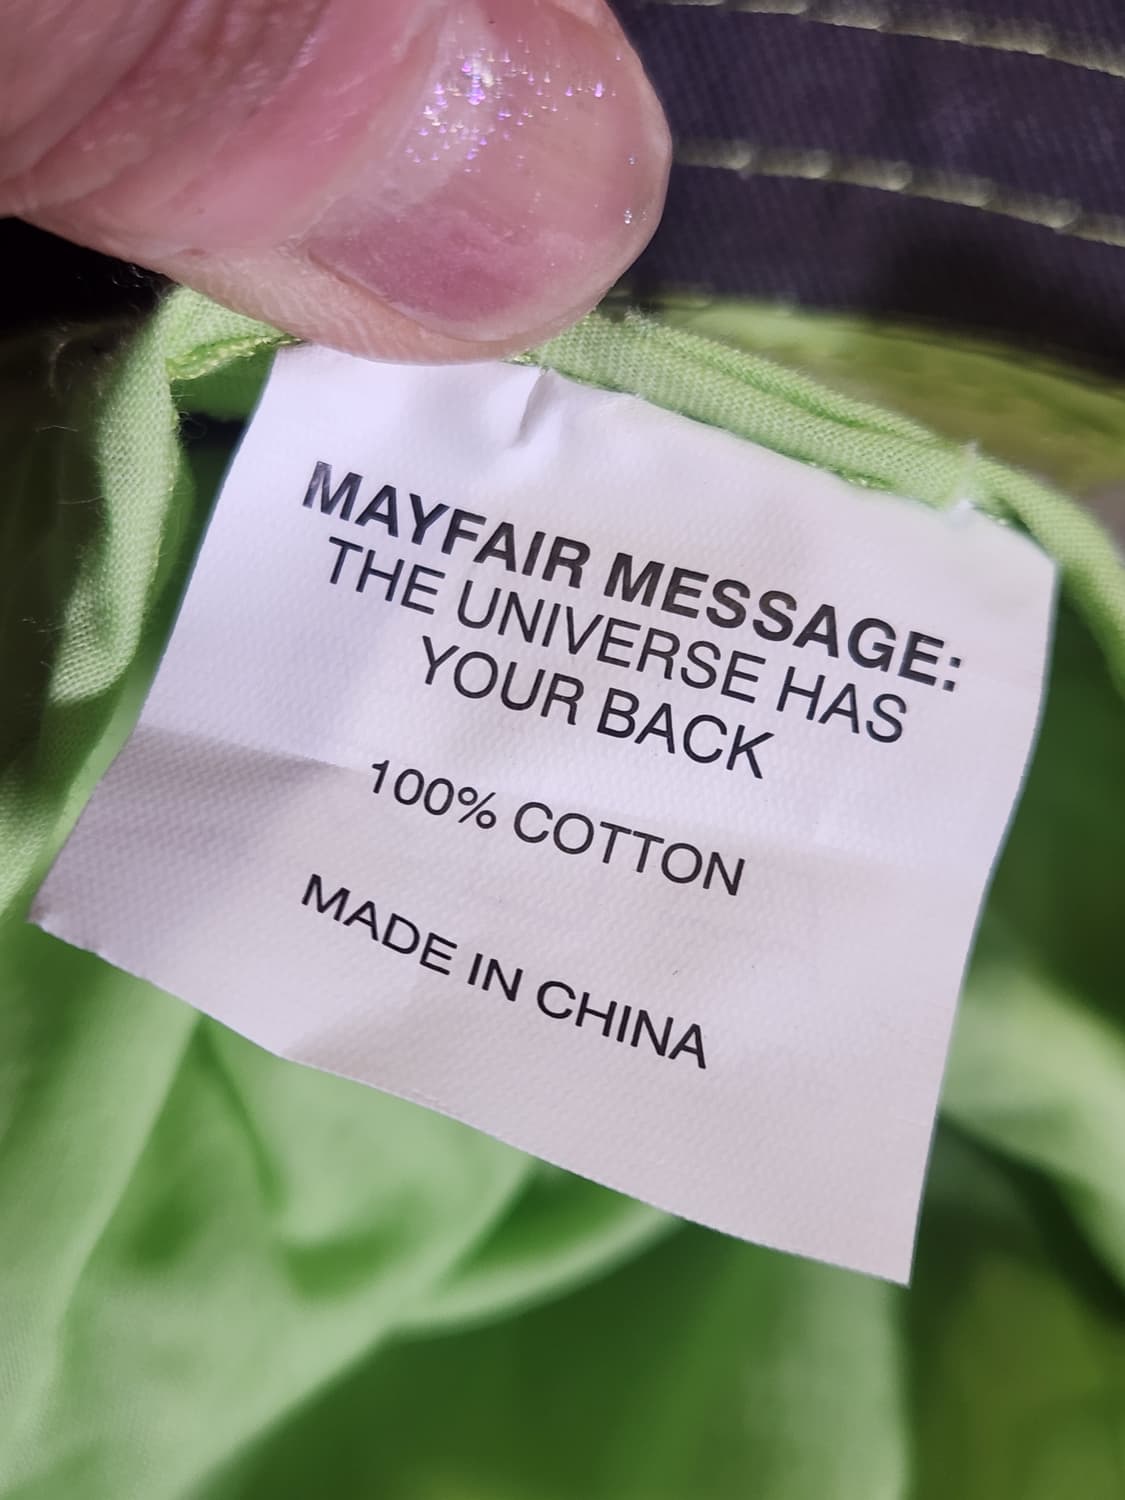 MAYFAIR MESSAGE:
THE UNIVERSE HAS
YOUR BACK
100% COTTON
MADE IN CHINA